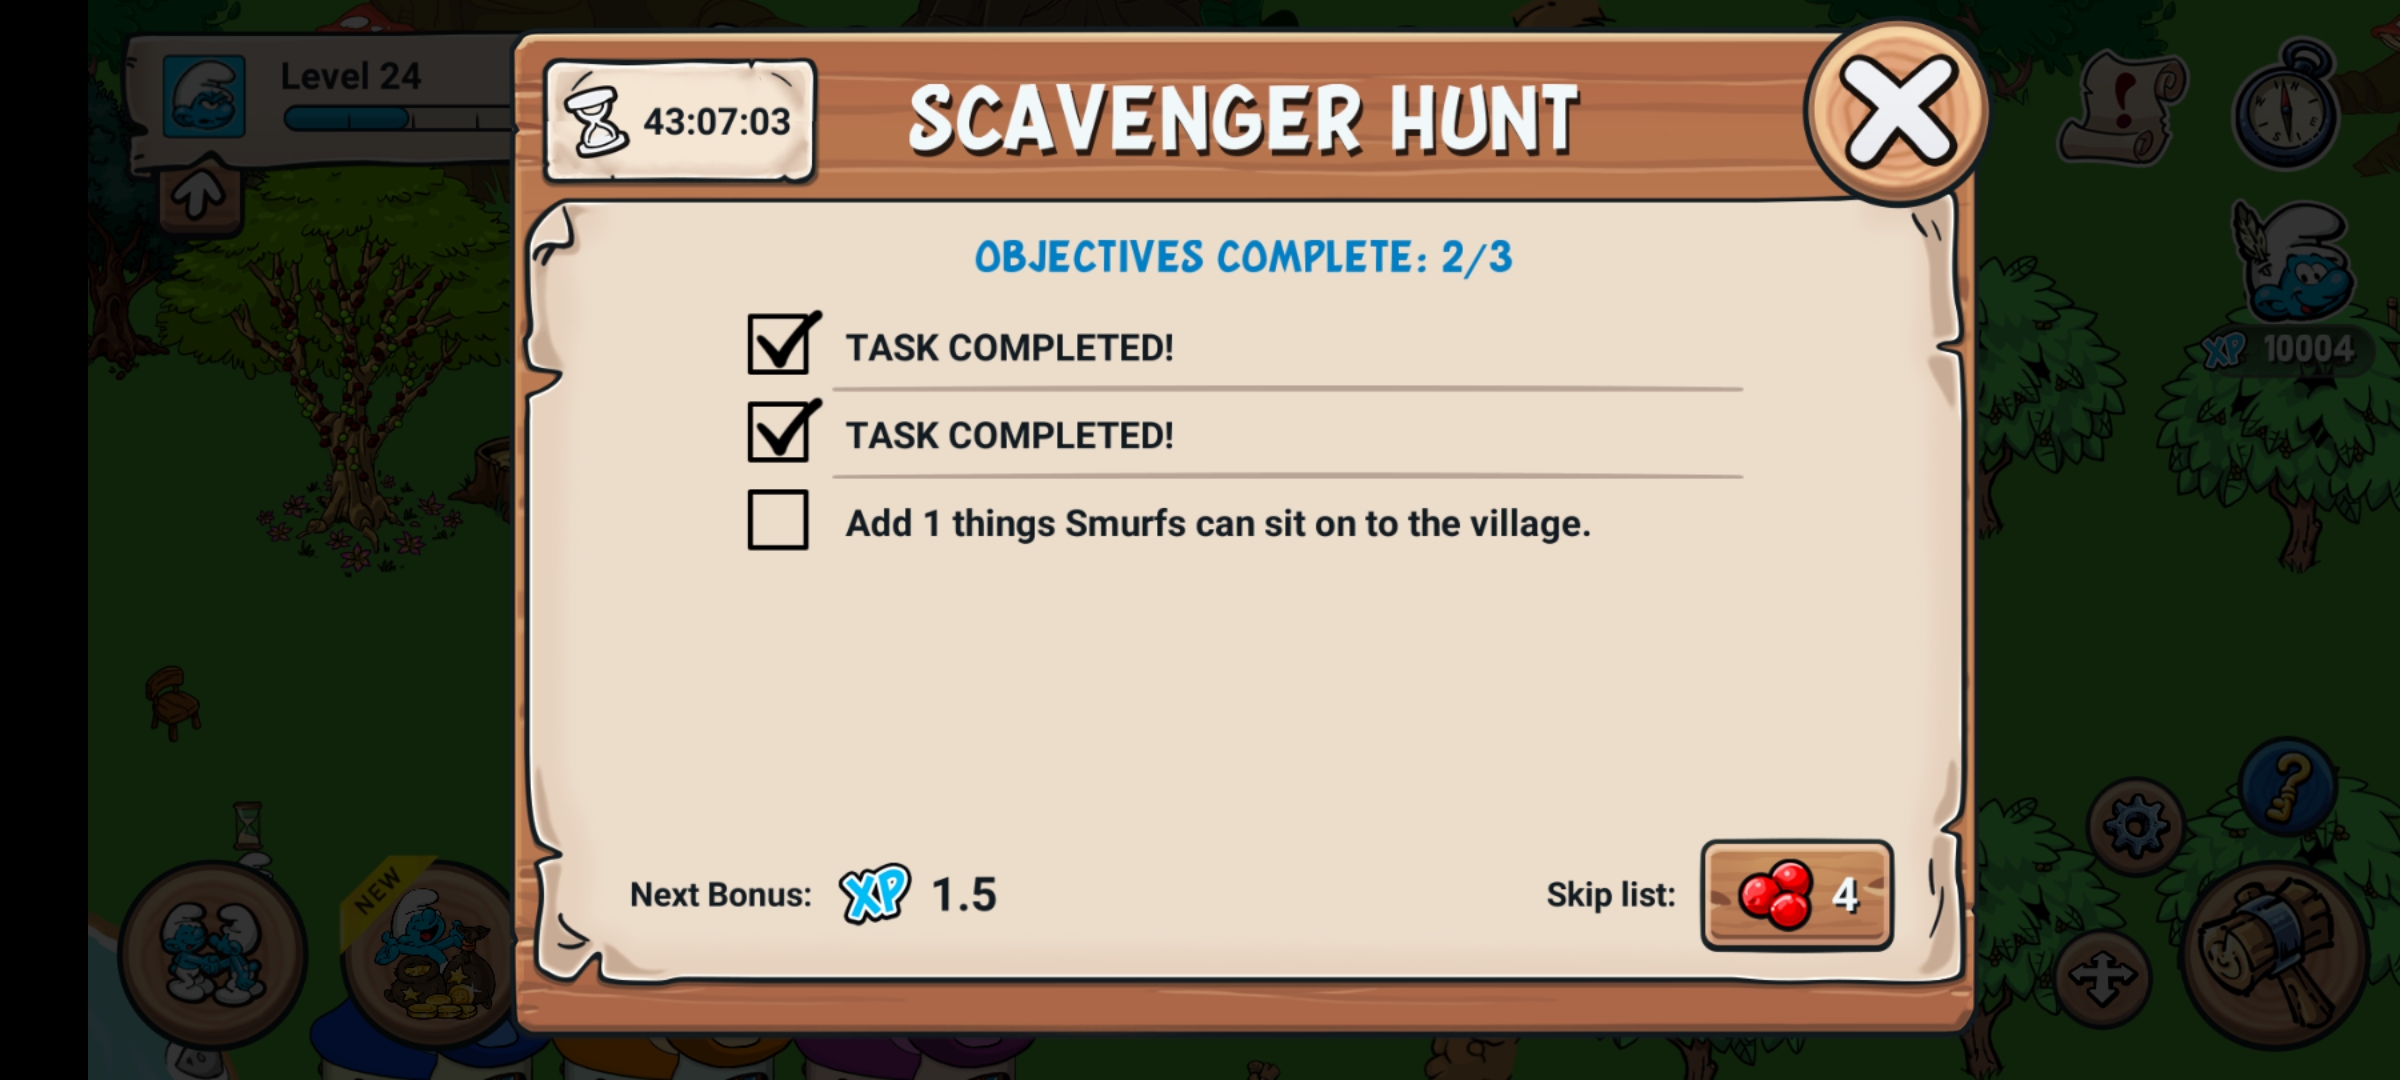 Level 24
43:07:03
SCAVENGER HUNT
OBJECTIVES COMPLETE: 2/3
TASK COMPLETED!
TASK COMPLETED!
Add 1 things Smurfs can sit on to the village.
XP 10004
NEW
Next Bonus: XP 1.5
Skip list: 4